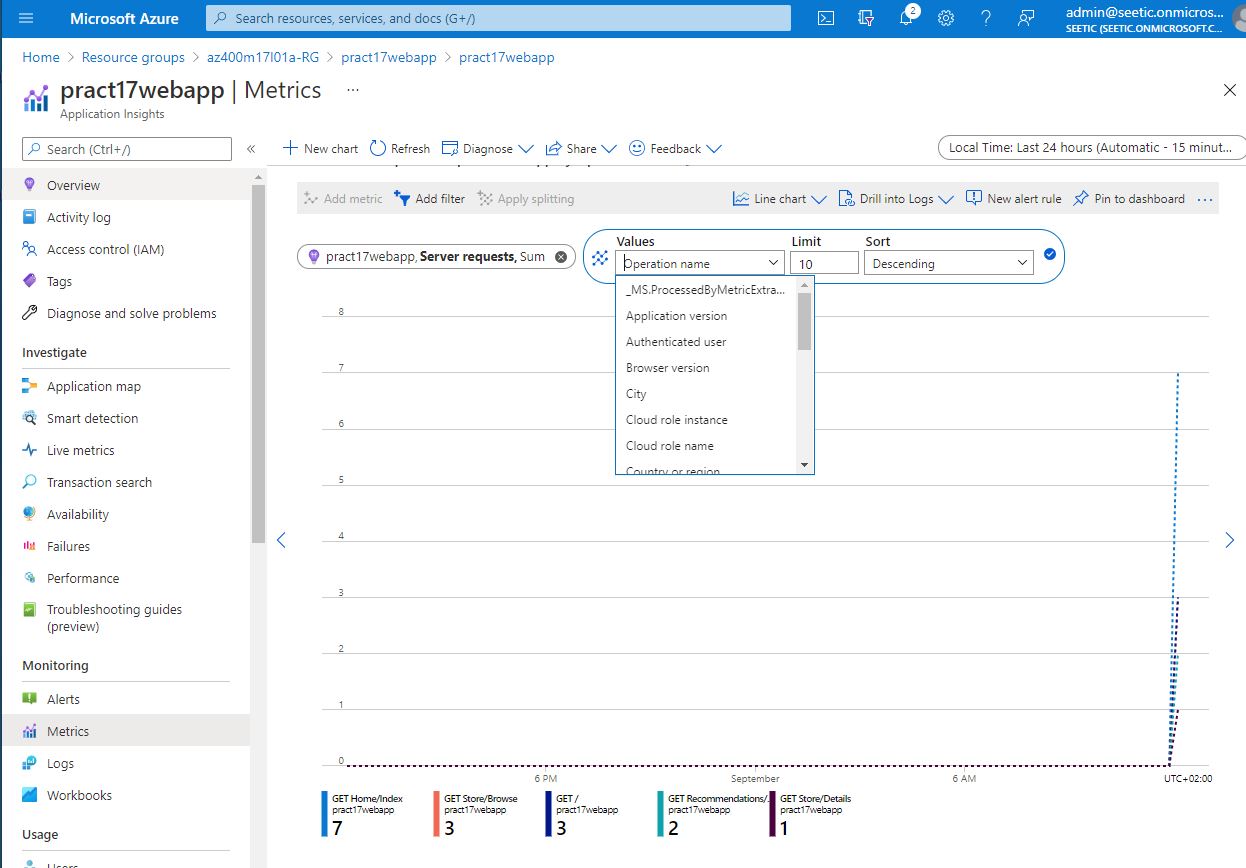 Microsoft Azure
Search resources, services, and docs (G+/)
2
admin@seetic.onmicros...
SEETIC (SEETIC.ONMICROSOFT.C...
Home > Resource groups > az400m17l01a-RG > pract17webapp > pract17webapp
pract17webapp | Metrics ...
Application Insights
Search (Ctrl+/)
«
New chart
Refresh
Diagnose
Share
Feedback
Local Time: Last 24 hours (Automatic - 15 minut...
Overview
Activity log
Access control (IAM)
Tags
Diagnose and solve problems
Investigate
Application map
Smart detection
Live metrics
Transaction search
Availability
Failures
Performance
Troubleshooting guides
(preview)
Monitoring
Alerts
Metrics
Logs
Workbooks
Usage
Users
Add metric
Add filter
Apply splitting
Line chart
Drill into Logs
New alert rule
Pin to dashboard
...
pract17webapp, Server requests, Sum
Values
Limit
Sort
Operation name
10
Descending
_MS.ProcessedByMetricExtra...
Application version
Authenticated user
Browser version
City
Cloud role instance
Cloud role name
Country or region
8
7
6
5
4
3
2
1
0
6 PM
September
6 AM
UTC+02:00
GET Home/Index
pract17webapp
7
GET Store/Browse
pract17webapp
3
GET /
pract17webapp
3
GET Recommendations/...
pract17webapp
2
GET Store/Details
pract17webapp
1